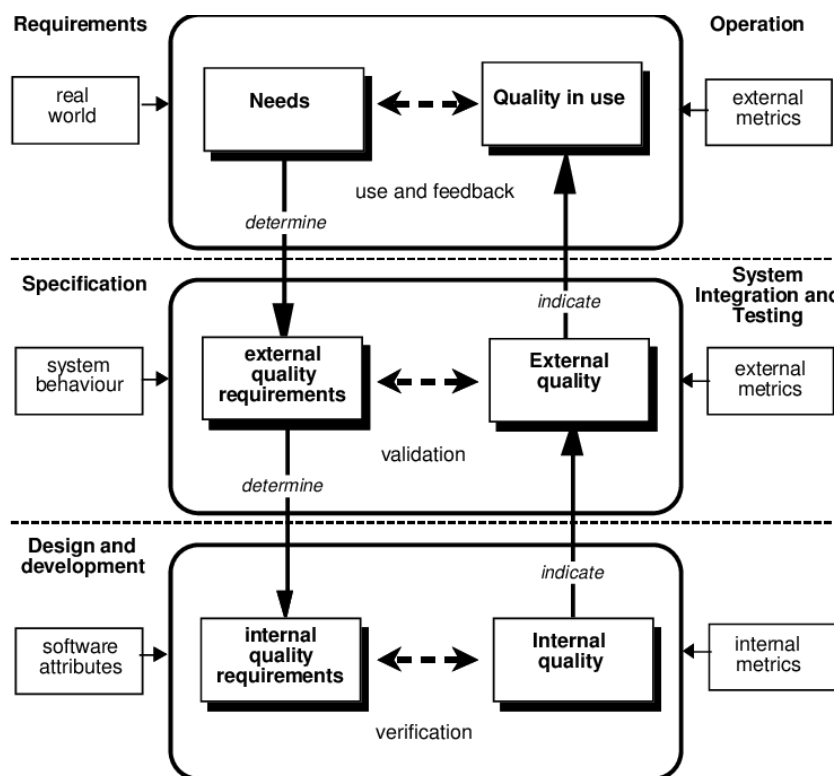 Requirements
Operation
real
world
Needs
Quality in use
external
metrics
use and feedback
determine
Specification
System
Integration and
Testing
indicate
system
behaviour
external
quality
requirements
External
quality
external
metrics
validation
determine
Design and
development
indicate
software
attributes
internal
quality
requirements
Internal
quality
internal
metrics
verification